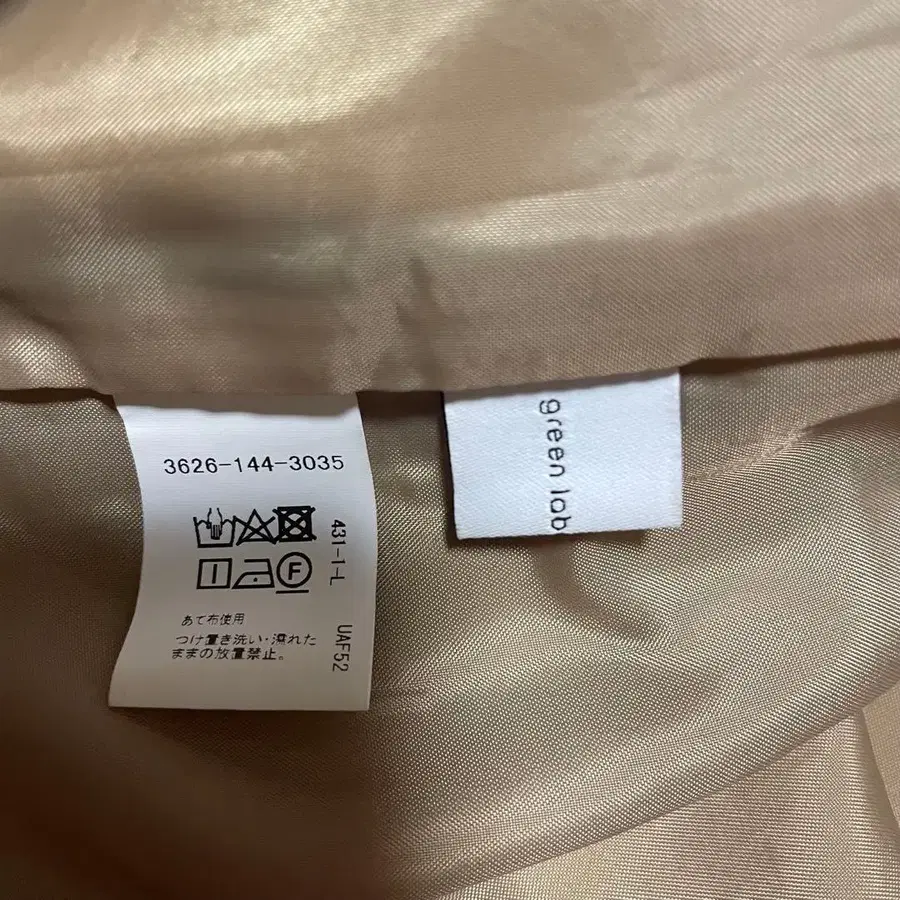 3626-144-3035
F
あて布使用
つけ置き洗い・濡れた
ままの放置禁止。
431-1-L
UAF52
green lab